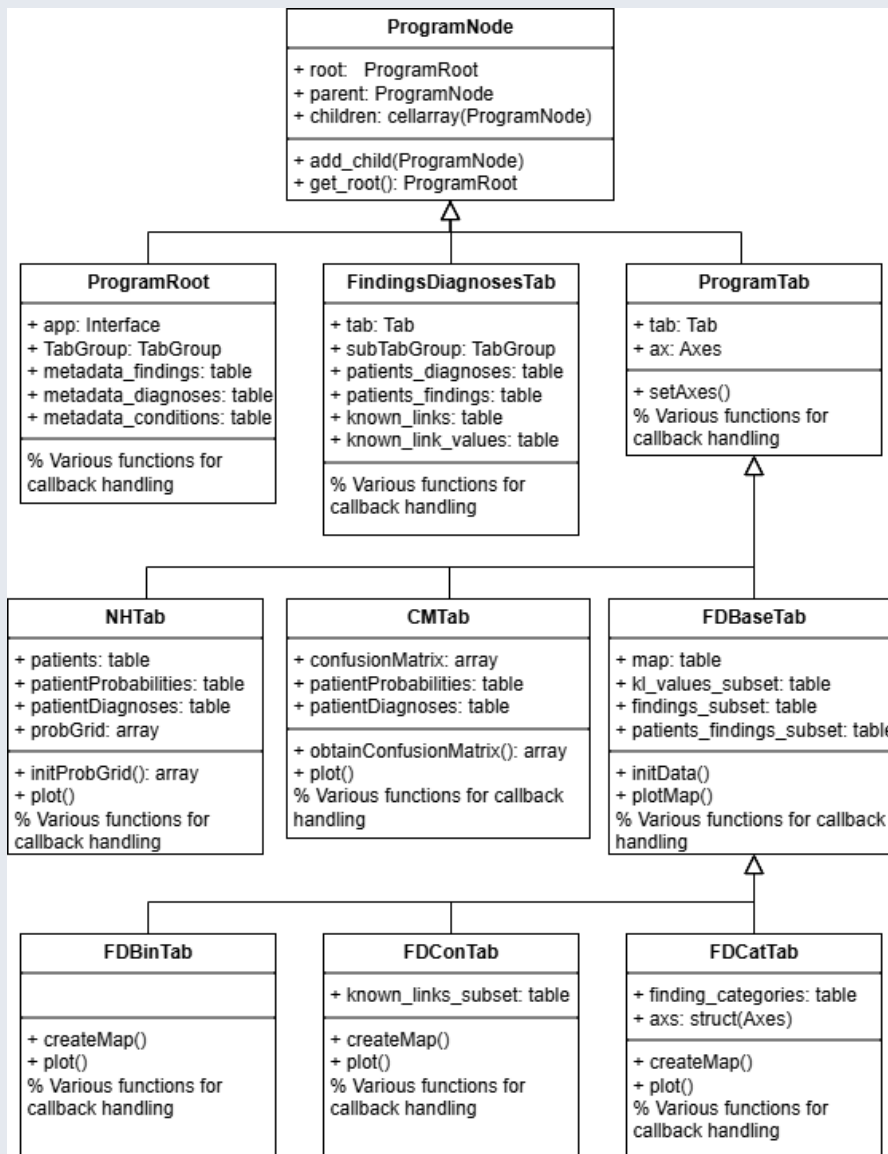 ProgramNode
+ root: ProgramRoot
+ parent: ProgramNode
+ children: cellarray(ProgramNode)
+ add_child(ProgramNode)
+ get_root(): ProgramRoot
ProgramRoot
+ app: Interface
+ TabGroup: TabGroup
+ metadata_findings: table
+ metadata_diagnoses: table
+ metadata_conditions: table
% Various functions for
callback handling
FindingsDiagnosesTab
+ tab: Tab
+ subTabGroup: TabGroup
+ patients_diagnoses: table
+ patients_findings: table
+ known_links: table
+ known_link_values: table
% Various functions for
callback handling
ProgramTab
+ tab: Tab
+ ax: Axes
+ setAxes()
% Various functions for
callback handling
NHTab
+ patients: table
+ patientProbabilities: table
+ patientDiagnoses: table
+ probGrid: array
+ initProbGrid(): array
+ plot()
% Various functions for
callback handling
CMTab
+ confusionMatrix: array
+ patientProbabilities: table
+ patientDiagnoses: table
+ obtainConfusionMatrix(): array
+ plot()
% Various functions for callback
handling
FDBaseTab
+ map: table
+ kl_values_subset: table
+ findings_subset: table
+ patients_findings_subset: table
+ initData()
+ plotMap()
% Various functions for callback
handling
FDBinTab
+ createMap()
+ plot()
% Various functions for
callback handling
FDConTab
+ known_links_subset: table
+ createMap()
+ plot()
% Various functions for
callback handling
FDCatTab
+ finding_categories: table
+ axs: struct(Axes)
+ createMap()
+ plot()
% Various functions for
callback handling